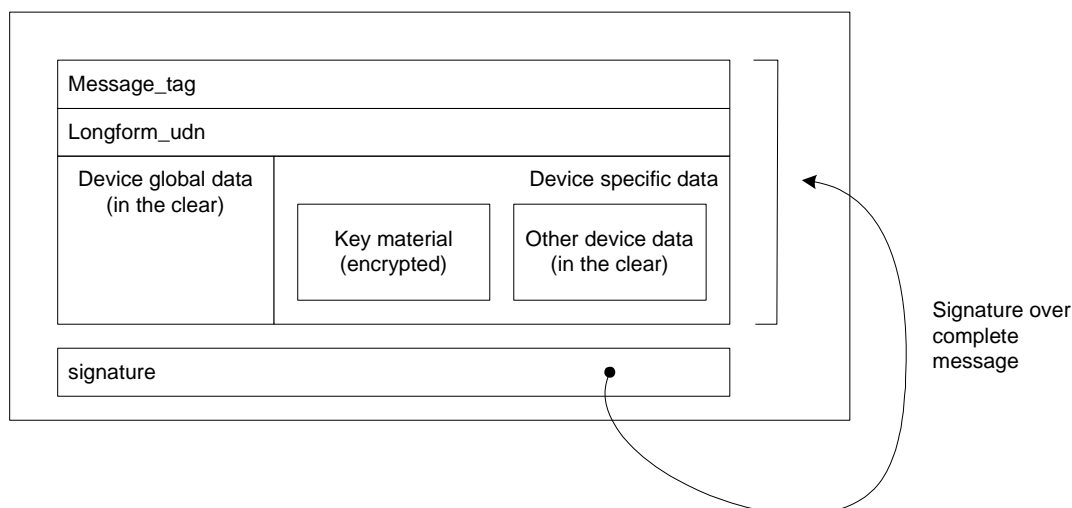 Message_tag
Longform_udn
Device global data
(in the clear)
Device specific data
Key material
(encrypted)
Other device data
(in the clear)
signature
Signature over
complete
message